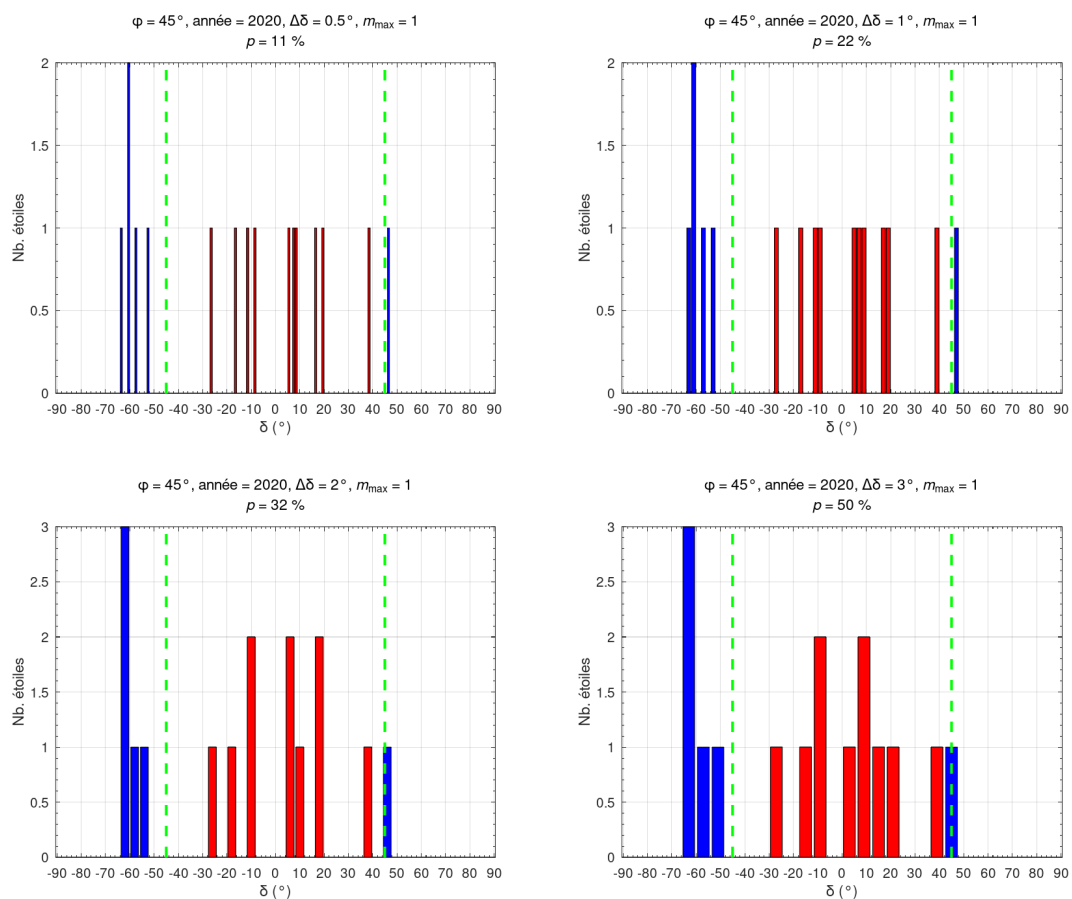 φ = 45°, année = 2020, Δδ = 0.5°, mmax = 1
p = 11 %
2
1.5
1
0.5
0
Nb. étoiles
-90 -80 -70 -60 -50 -40 -30 -20 -10 0 10 20 30 40 50 60 70 80 90
δ (°)
φ = 45°, année = 2020, Δδ = 1°, mmax = 1
p = 22 %
2
1.5
1
0.5
0
Nb. étoiles
-90 -80 -70 -60 -50 -40 -30 -20 -10 0 10 20 30 40 50 60 70 80 90
δ (°)
φ = 45°, année = 2020, Δδ = 2°, mmax = 1
p = 32 %
3
2.5
2
1.5
1
0.5
0
Nb. étoiles
-90 -80 -70 -60 -50 -40 -30 -20 -10 0 10 20 30 40 50 60 70 80 90
δ (°)
φ = 45°, année = 2020, Δδ = 3°, mmax = 1
p = 50 %
3
2.5
2
1.5
1
0.5
0
Nb. étoiles
-90 -80 -70 -60 -50 -40 -30 -20 -10 0 10 20 30 40 50 60 70 80 90
δ (°)